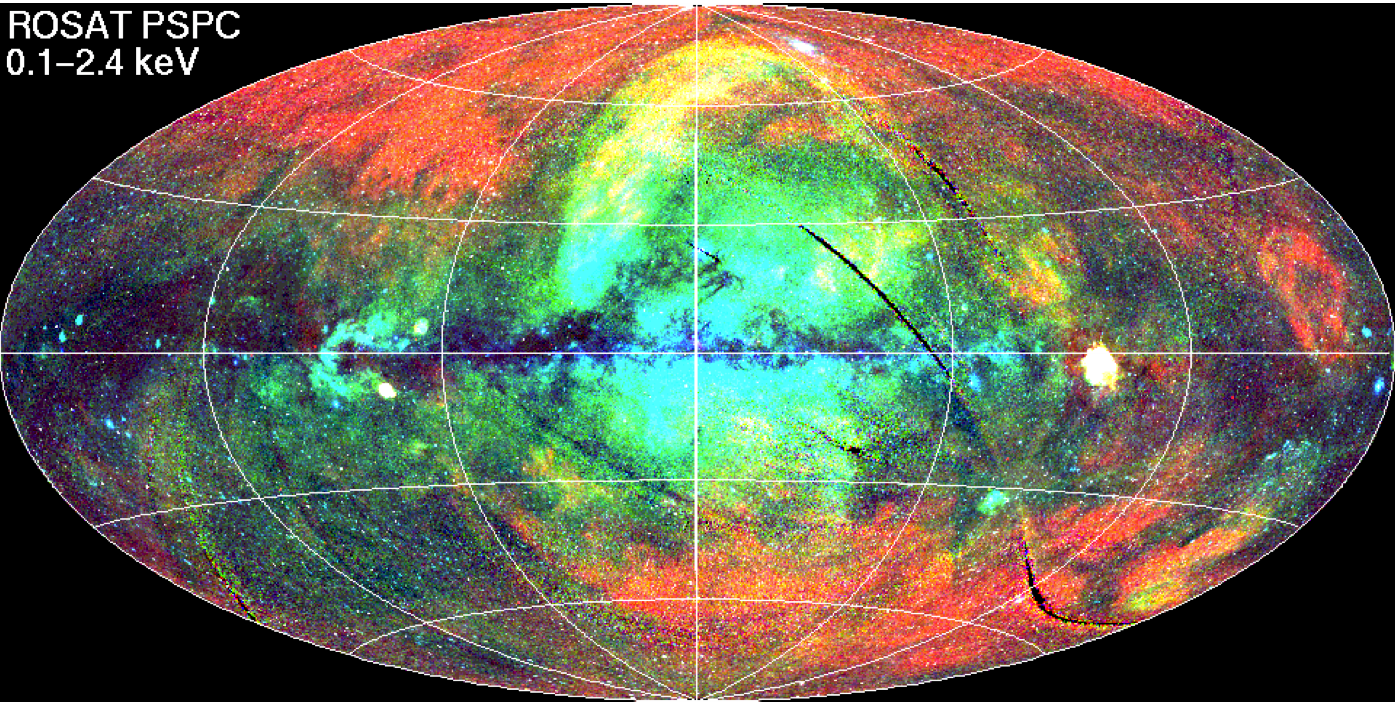 ROSAT PSPC
0.1–2.4 keV